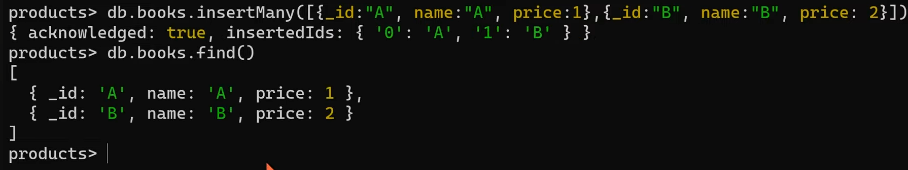 products> db.books.insertMany([{_id:"A", name:"A", price:1},{_id:"B", name:"B", price: 2}])
{ acknowledged: true, insertedIds: { '0': 'A', '1': 'B' } }
products> db.books.find()
[
  { _id: 'A', name: 'A', price: 1 },
  { _id: 'B', name: 'B', price: 2 }
]
products>